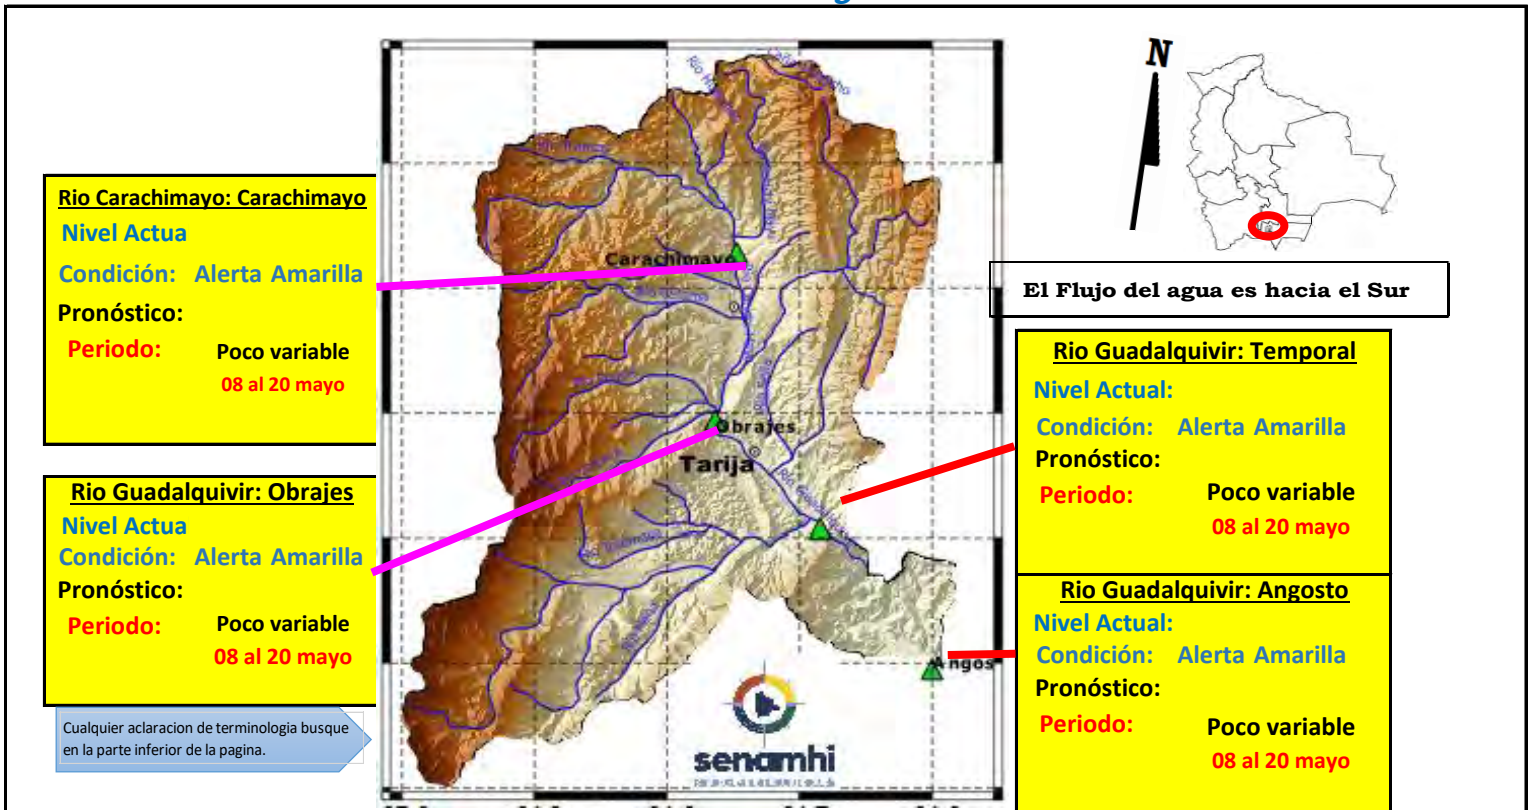 Rio Carachimayo: Carachimayo
Nivel Actua
Condición: Alerta Amarilla
Pronóstico:
Periodo: Poco variable
08 al 20 mayo
Rio Guadalquivir: Obrajes
Nivel Actua
Condición: Alerta Amarilla
Pronóstico:
Periodo: Poco variable
08 al 20 mayo
Cualquier aclaracion de terminologia busque
en la parte inferior de la pagina.
Carachimayo
Obrajes
Tarija
Angos
senamhi
N
El Flujo del agua es hacia el Sur
Rio Guadalquivir: Temporal
Nivel Actual:
Condición: Alerta Amarilla
Pronóstico:
Periodo: Poco variable
08 al 20 mayo
Rio Guadalquivir: Angosto
Nivel Actual:
Condición: Alerta Amarilla
Pronóstico:
Periodo: Poco variable
08 al 20 mayo